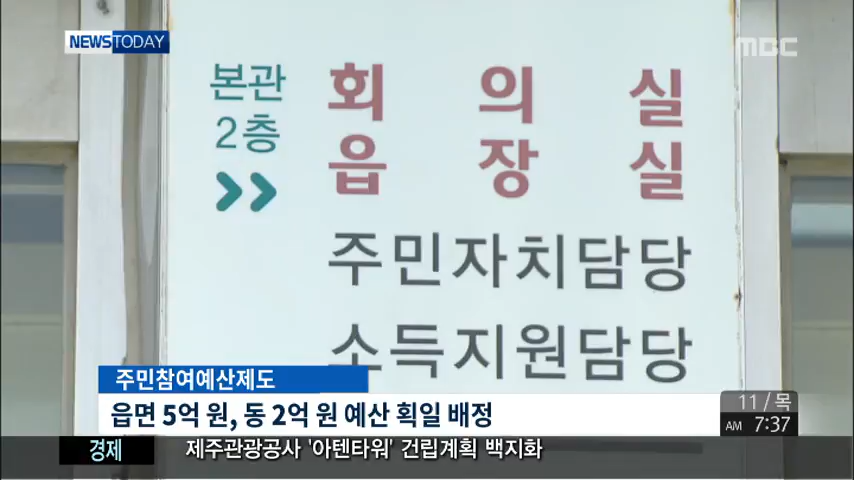 NEWSTODAY
MBC
본관
2층
회의실
읍장실
주민자치담당
소득지원담당
주민참여예산제도
읍면 5억 원, 동 2억 원 예산 획일 배정
11/목
AM 7:37
경제
제주관광공사 '아텐타워' 건립계획 백지화